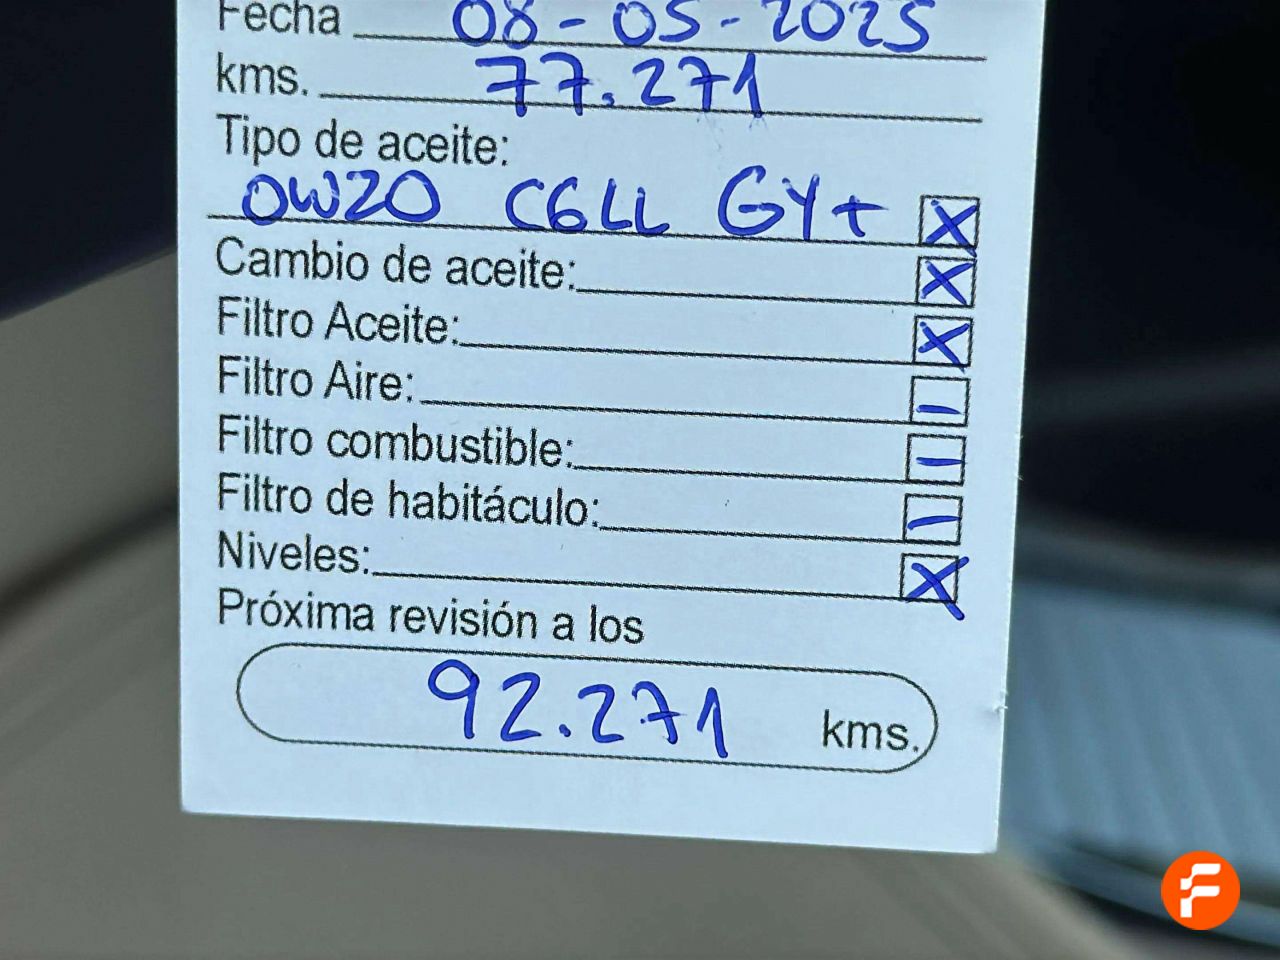 Fecha 08-05-2025
kms. 77.271
Tipo de aceite:
0W20 C6LL GY+ X
Cambio de aceite: X
Filtro Aceite: X
Filtro Aire: –
Filtro combustible: –
Filtro de habitáculo: –
Niveles: X
Próxima revisión a los
92.271 kms.
F